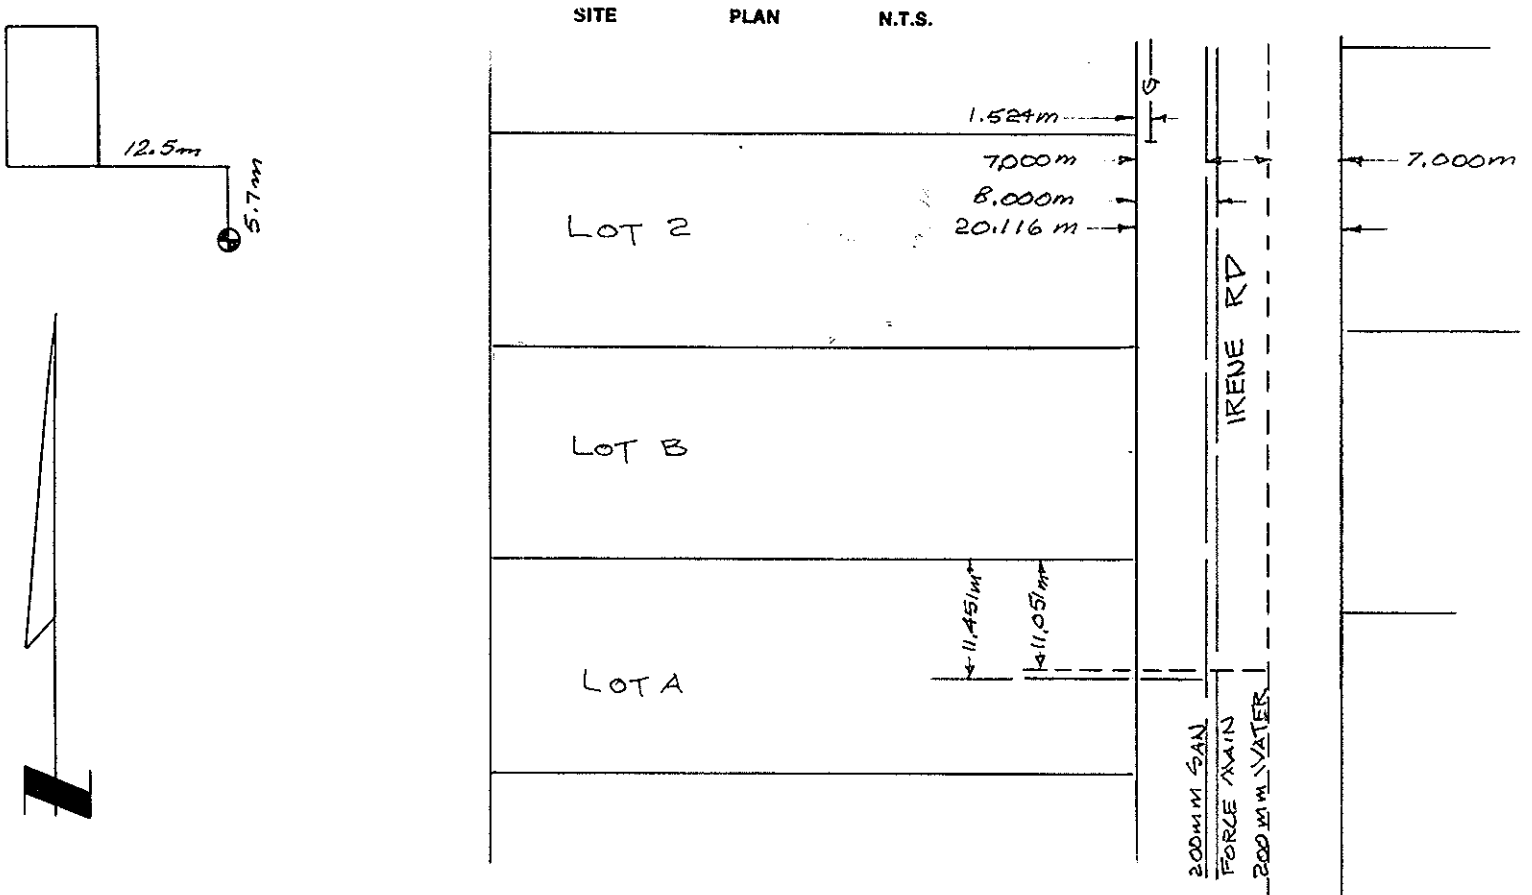 SITE PLAN N.T.S.
12.5m
5.7m
G
1.524m
7,000m
7.000m
8.000m
20.116 m
LOT 2
IRENE RD
LOT B
11.451m
11.051m
LOT A
200mm SAN
FORCE MAIN
200mm WATER
N